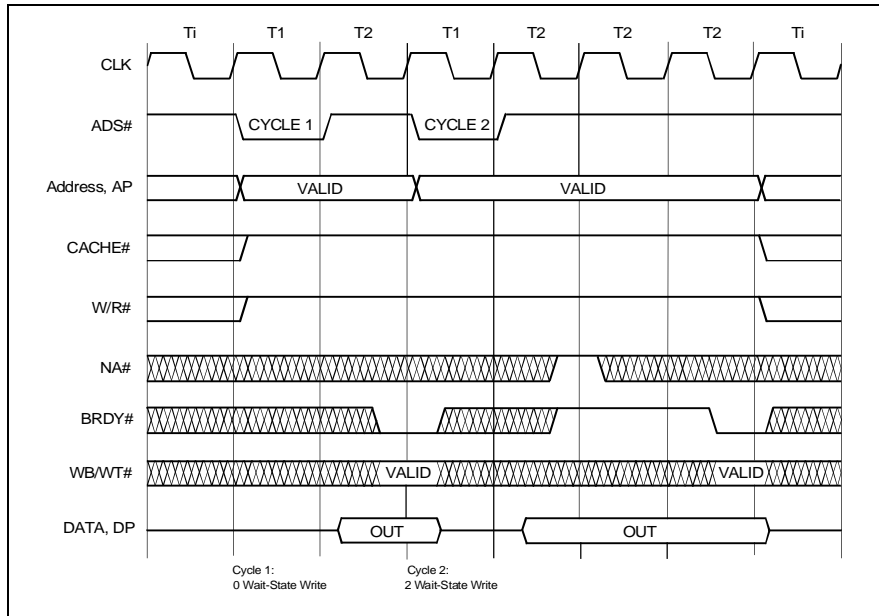 Ti T1 T2 T1 T2 T2 T2 Ti
CLK
ADS# CYCLE 1 CYCLE 2
Address, AP VALID VALID
CACHE#
W/R#
NA#
BRDY#
WB/WT# VALID VALID
DATA, DP OUT OUT
Cycle 1: Cycle 2:
0 Wait-State Write 2 Wait-State Write